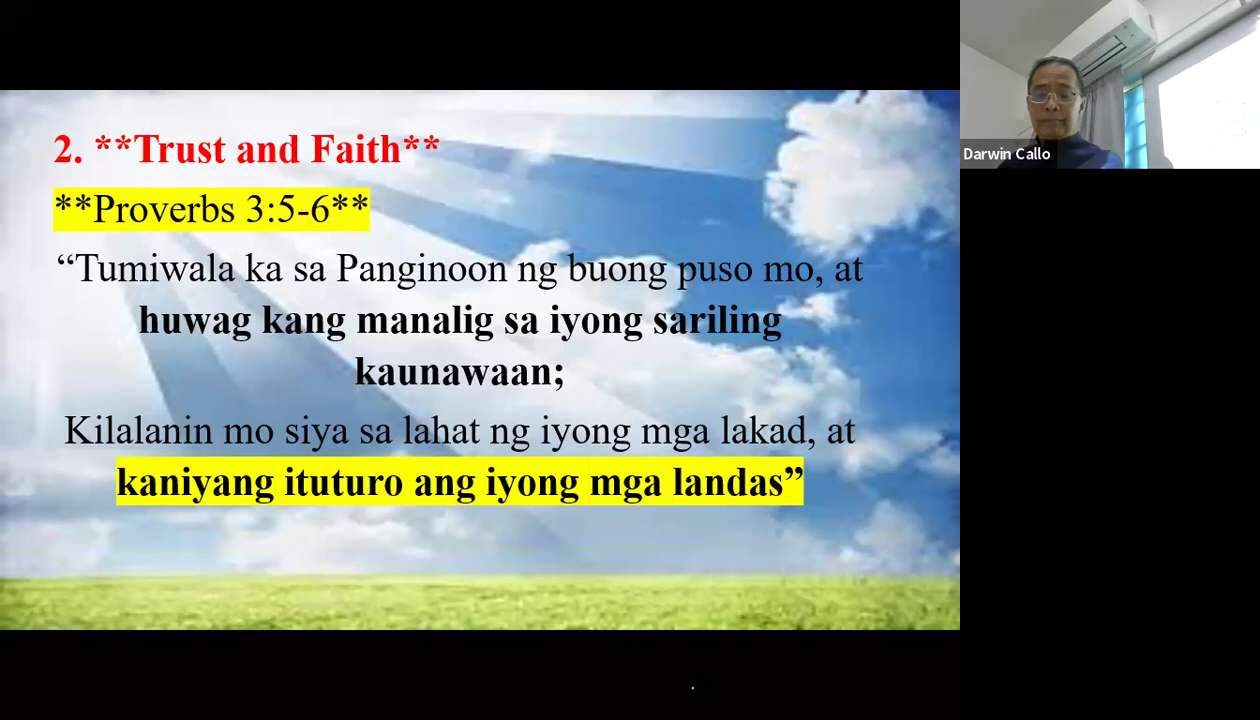 2. **Trust and Faith**
**Proverbs 3:5-6**
“Tumiwala ka sa Panginoon ng buong puso mo, at
huwag kang manalig sa iyong sariling
kaunawaan;
Kilalanin mo siya sa lahat ng iyong mga lakad, at
kaniyang ituturo ang iyong mga landas”
Darwin Callo